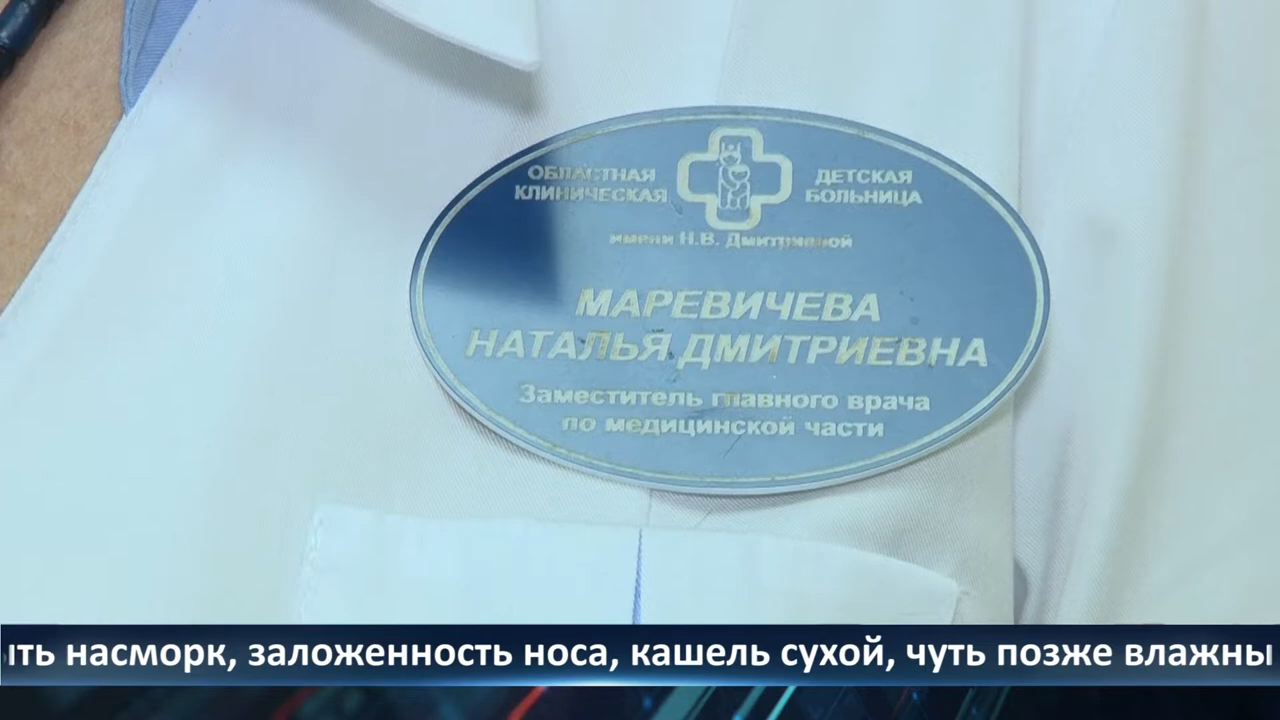 ОБЛАСТНАЯ ДЕТСКАЯ
КЛИНИЧЕСКАЯ БОЛЬНИЦА
имени Н.В. Дмитриевой
МАРЕВИЧЕВА
НАТАЛЬЯ ДМИТРИЕВНА
Заместитель главного врача
по медицинской части
ыть насморк, заложенность носа, кашель сухой, чуть позже влажны